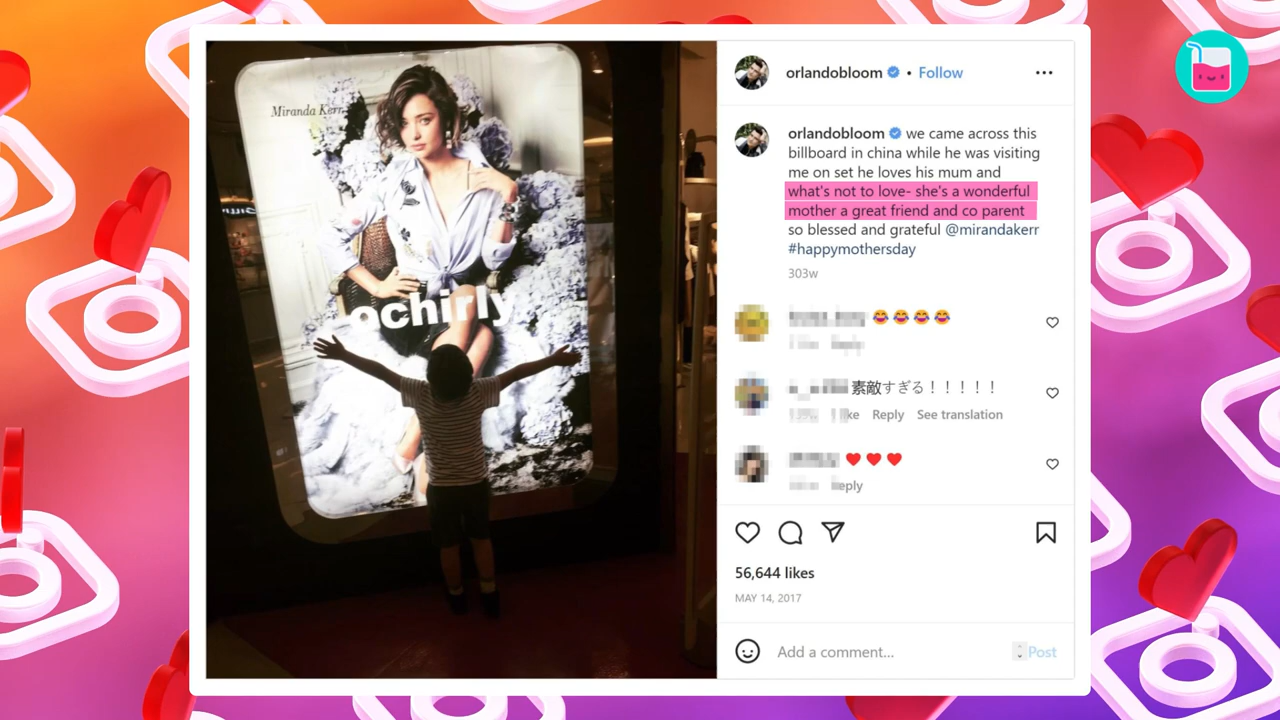 Miranda Kerr
ochirly
orlandobloom • Follow
orlandobloom we came across this
billboard in china while he was visiting
me on set he loves his mum and
what's not to love- she's a wonderful
mother a great friend and co parent
so blessed and grateful @mirandakerr
#happymothersday
303w
素敵すぎる！！！！！
Reply See translation
56,644 likes
MAY 14, 2017
Add a comment...
Post